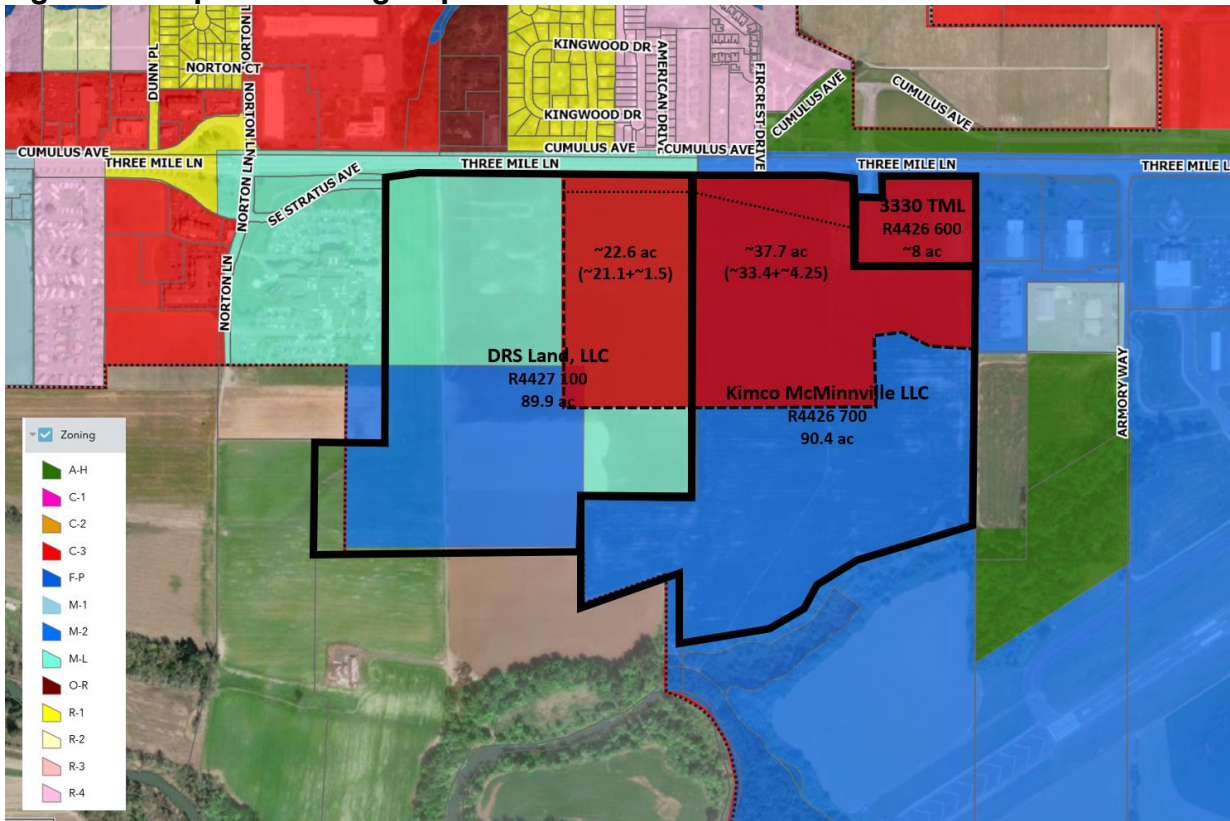 DUNN PL
NORTON LN
NORTON CT
NORTON LN
KINGWOOD DR
AMERICAN DRIVE
FIRCREST DRIVE
CUMULUS AVE
CUMULUS AVE
KINGWOOD DR
CUMULUS AVE
CUMULUS AVE
CUMULUS AVE
THREE MILE LN
THREE MILE LN
THREE MILE LN
THREE MILE L
NORTON LN
SE STRATUS AVE
NORTON LN
3330 TML
R4426 600
~8 ac
~22.6 ac
(~21.1+~1.5)
~37.7 ac
(~33.4+~4.25)
DRS Land, LLC
R4427 100
89.9 ac
Kimco McMinnville LLC
R4426 700
90.4 ac
ARMORY WAY
Zoning
A-H
C-1
C-2
C-3
F-P
M-1
M-2
M-L
O-R
R-1
R-2
R-3
R-4